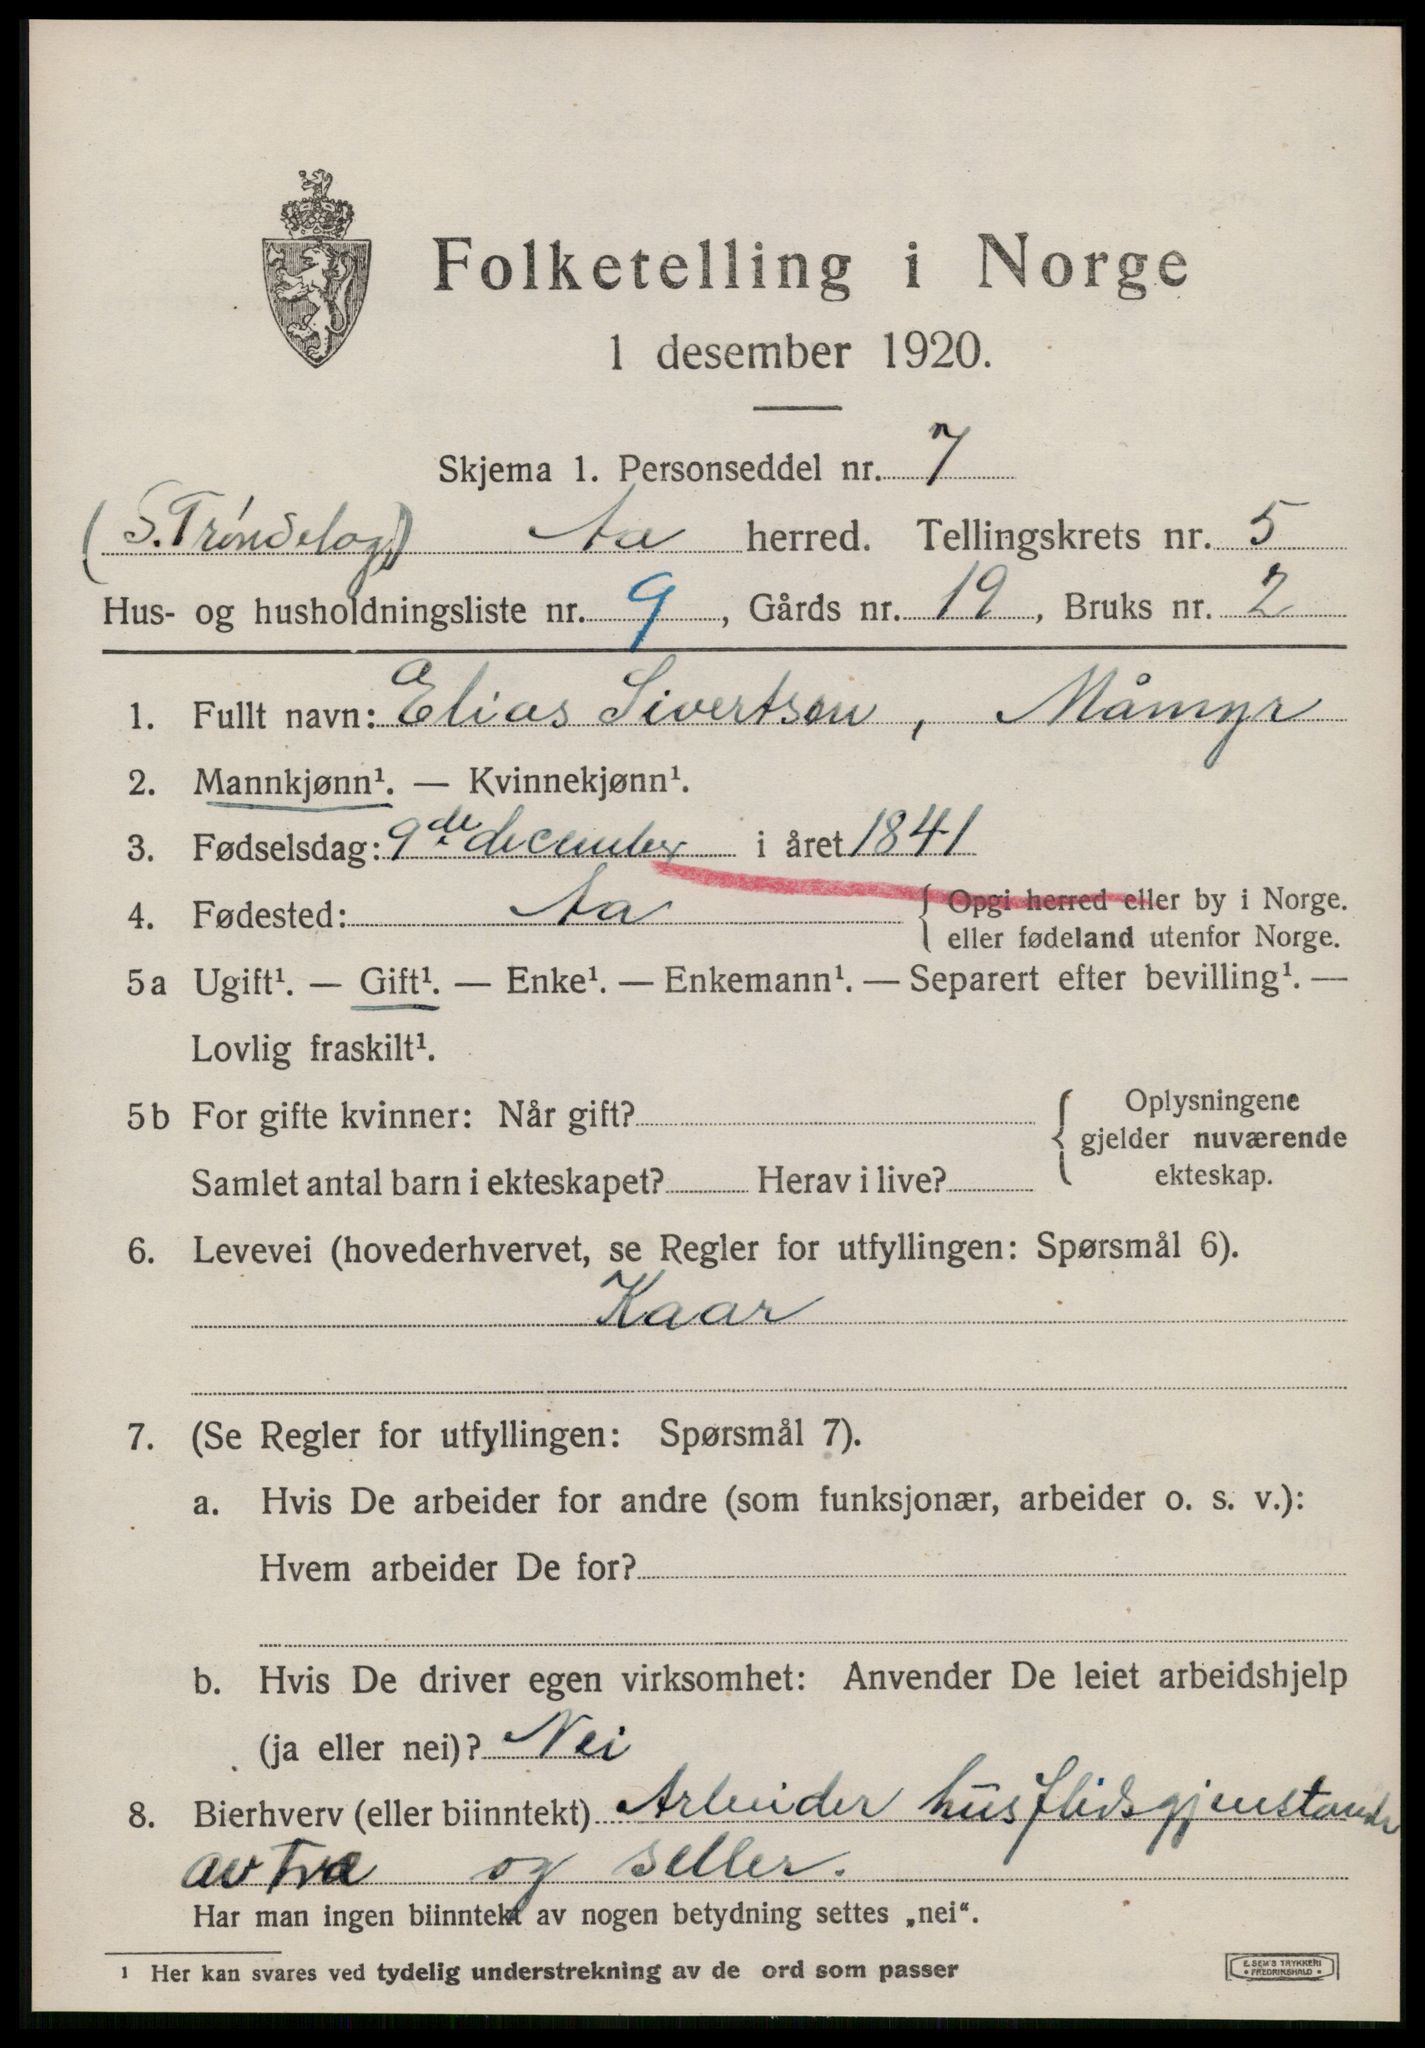 Folketelling i Norge
1 desember 1920.
Skjema 1. Personseddel nr. 7
(S. Trøndelag) Aa herred. Tellingskrets nr. 5
Hus- og husholdningsliste nr. 9, Gårds nr. 19, Bruks nr. 2
a
1. Fullt navn: Elias Sivertsen, Måmyr
2. Mannkjønn¹. — Kvinnekjønn¹.
3. Fødselsdag: 9de december i året 1841
4. Fødested: Aa { Opgi herred eller by i Norge.
eller fødeland utenfor Norge.
5a Ugift¹. — Gift¹. — Enke¹. — Enkemann¹. — Separert efter bevilling¹. —
Lovlig fraskilt¹.
5b For gifte kvinner: Når gift? { Oplysningene
gjelder nuværende
Samlet antal barn i ekteskapet? Herav i live? ekteskap.
6. Levevei (hovederhvervet, se Regler for utfyllingen: Spørsmål 6).
Kaar
7. (Se Regler for utfyllingen: Spørsmål 7).
a. Hvis De arbeider for andre (som funksjonær, arbeider o. s. v.):
Hvem arbeider De for?
b. Hvis De driver egen virksomhet: Anvender De leiet arbeidshjelp
(ja eller nei)? Nei
8. Bierhverv (eller biinntekt) Arbeider husflidsgjenstander
av træ og seller.
Har man ingen biinntekt av nogen betydning settes „nei“.
¹ Her kan svares ved tydelig understrekning av de ord som passer
E. SEM'S TRYKKERI
• FREDRIKSHALD •